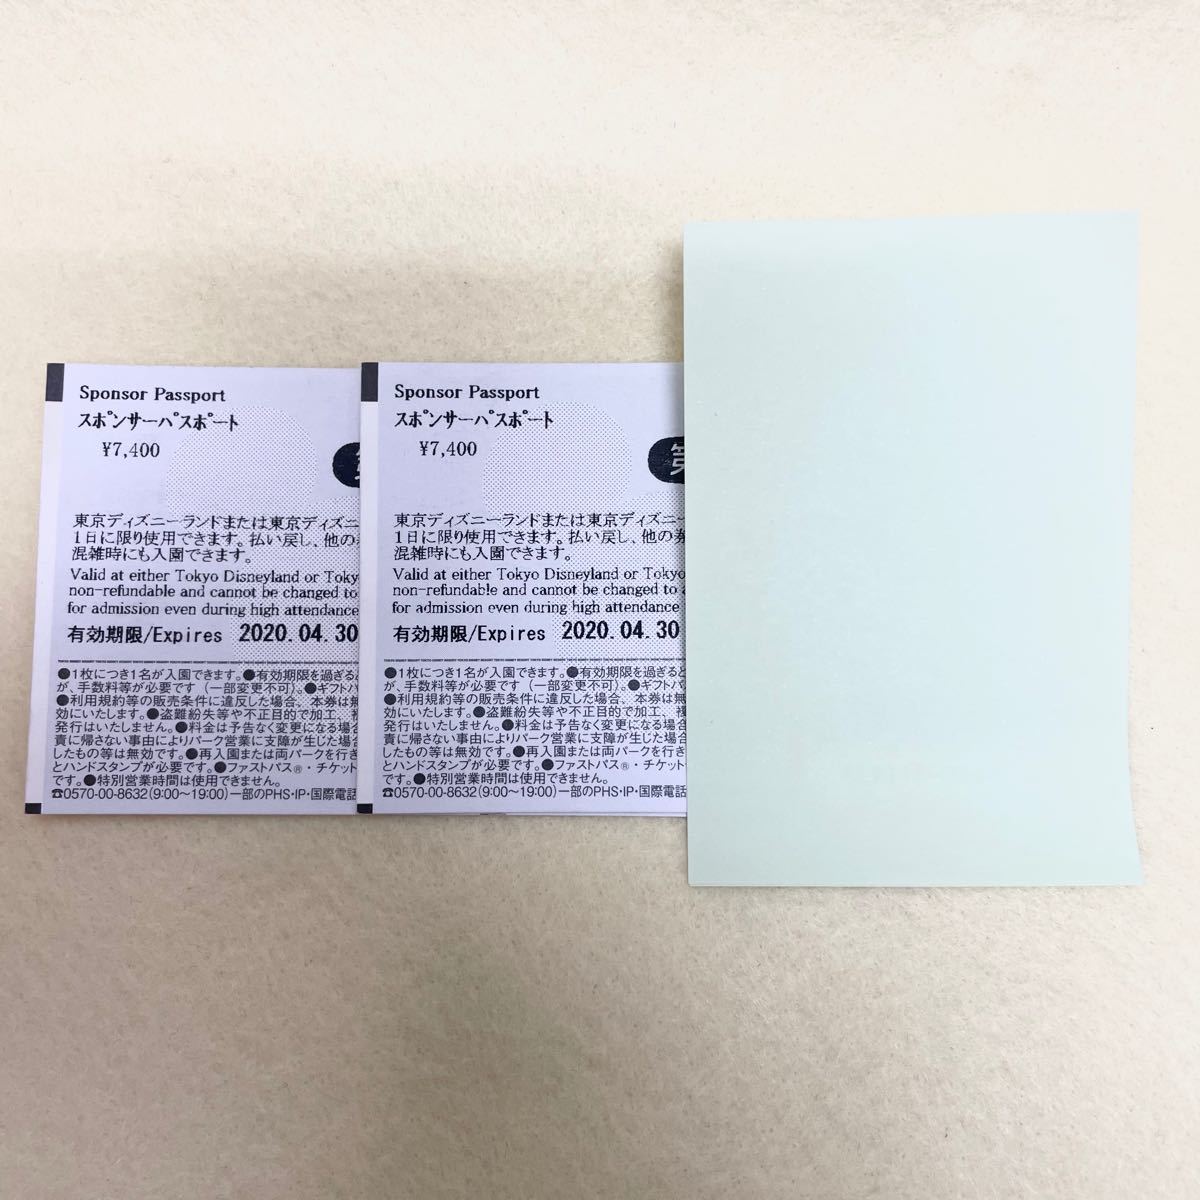 Sponsor Passport
スポンサーパスポート
¥7,400
東京ディズニーランドまたは東京ディズニ
1日に限り使用できます。払い戻し、他の券
混雑時にも入園できます。
Valid at either Tokyo Disneyland or Tokyo
non-refundable and cannot be changed to
for admission even during high attendance
有効期限/Expires 2020.04.30
●1枚につき1名が入園できます。●有効期限を過ぎると
が、手数料等が必要です（一部変更不可）。●ギフトパ
●利用規約等の販売条件に違反した場合、本券は無
効にいたします。●盗難紛失等や不正目的で加工、複
発行はいたしません。●料金は予告なく変更になる場合
責に帰さない事由によりパーク営業に支障が生じた場合
したもの等は無効です。●再入園または両パークを行き
とハンドスタンプが必要です。●ファストパス®・チケット
です。●特別営業時間は使用できません。
☎0570-00-8632(9:00〜19:00)一部のPHS・IP・国際電話
Sponsor Passport
スポンサーパスポート
¥7,400
第
東京ディズニーランドまたは東京ディズニ
1日に限り使用できます。払い戻し、他の券
混雑時にも入園できます。
Valid at either Tokyo Disneyland or Tokyo
non-refundable and cannot be changed to a
for admission even during high attendance
有効期限/Expires 2020.04.30
●1枚につき1名が入園できます。●有効期限を過ぎると
が、手数料等が必要です（一部変更不可）。●ギフトパ
●利用規約等の販売条件に違反した場合、本券は無
効にいたします。●盗難紛失等や不正目的で加工、複
発行はいたしません。●料金は予告なく変更になる場合
責に帰さない事由によりパーク営業に支障が生じた場合
したもの等は無効です。●再入園または両パークを行き
とハンドスタンプが必要です。●ファストパス®・チケット
です。●特別営業時間は使用できません。
☎0570-00-8632(9:00〜19:00)一部のPHS・IP・国際電話